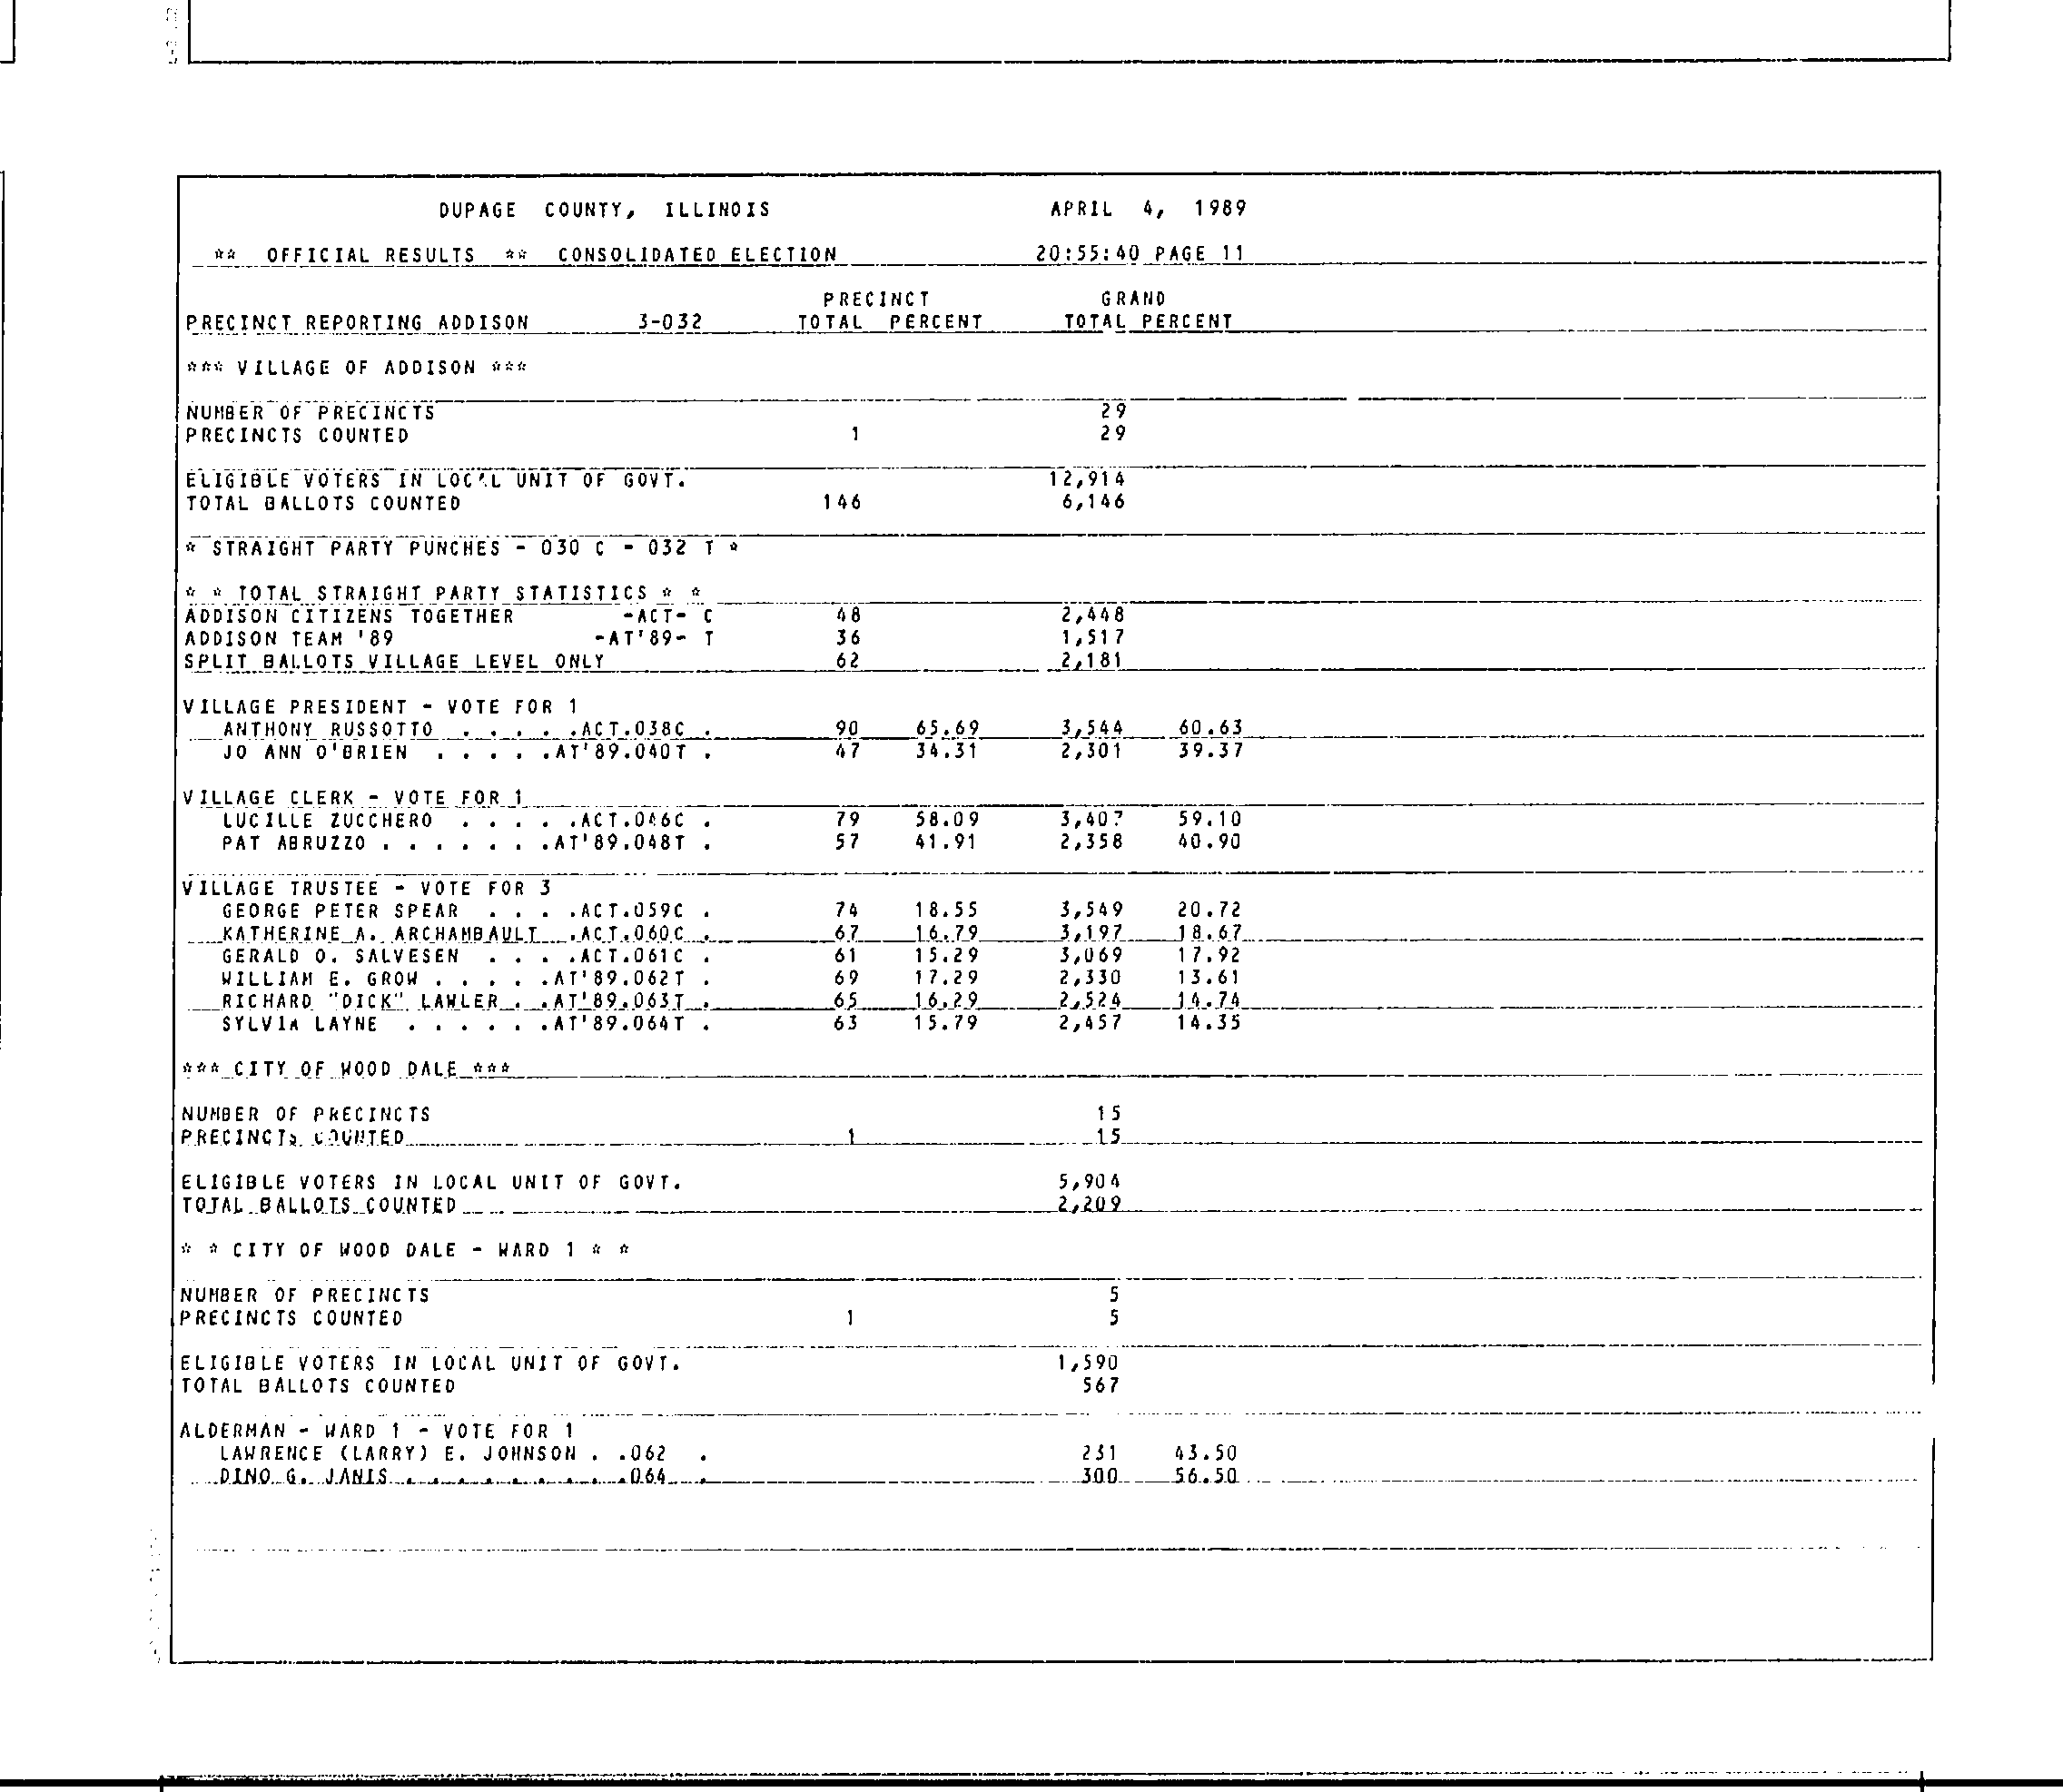 DUPAGE COUNTY, ILLINOIS APRIL 4, 1989
** OFFICIAL RESULTS ** CONSOLIDATED ELECTION 20:55:40 PAGE 11
PRECINCT GRAND
PRECINCT REPORTING ADDISON 3-032 TOTAL PERCENT TOTAL PERCENT
*** VILLAGE OF ADDISON ***
NUMBER OF PRECINCTS 29
PRECINCTS COUNTED 1 29
ELIGIBLE VOTERS IN LOCAL UNIT OF GOVT. 12,914
TOTAL BALLOTS COUNTED 146 6,146
* STRAIGHT PARTY PUNCHES - 030 C - 032 T *
* * TOTAL STRAIGHT PARTY STATISTICS * *
ADDISON CITIZENS TOGETHER -ACT- C 48 2,448
ADDISON TEAM '89 -AT'89- T 36 1,517
SPLIT BALLOTS VILLAGE LEVEL ONLY 62 2,181
VILLAGE PRESIDENT - VOTE FOR 1
ANTHONY RUSSOTTO . . . . .ACT.038C . 90 65.69 3,544 60.63
JO ANN O'BRIEN . . . . .AT'89.040T . 47 34.31 2,301 39.37
VILLAGE CLERK - VOTE FOR 1
LUCILLE ZUCCHERO . . . . .ACT.046C . 79 58.09 3,407 59.10
PAT ABRUZZO . . . . . . .AT'89.048T . 57 41.91 2,358 40.90
VILLAGE TRUSTEE - VOTE FOR 3
GEORGE PETER SPEAR . . . .ACT.059C . 74 18.55 3,549 20.72
KATHERINE A. ARCHAMBAULT .ACT.060C . 67 16.79 3,197 18.67
GERALD O. SALVESEN . . . .ACT.061C . 61 15.29 3,069 17.92
WILLIAM E. GROW . . . . .AT'89.062T . 69 17.29 2,330 13.61
RICHARD "DICK" LAWLER . .AT'89.063T . 65 16.29 2,524 14.74
SYLVIA LAYNE . . . . . .AT'89.064T . 63 15.79 2,457 14.35
*** CITY OF WOOD DALE ***
NUMBER OF PRECINCTS 15
PRECINCTS COUNTED 1 15
ELIGIBLE VOTERS IN LOCAL UNIT OF GOVT. 5,904
TOTAL BALLOTS COUNTED 2,209
* * CITY OF WOOD DALE - WARD 1 * *
NUMBER OF PRECINCTS 5
PRECINCTS COUNTED 1 5
ELIGIBLE VOTERS IN LOCAL UNIT OF GOVT. 1,590
TOTAL BALLOTS COUNTED 567
ALDERMAN - WARD 1 - VOTE FOR 1
LAWRENCE (LARRY) E. JOHNSON . .062 . 231 43.50
DINO G. JANIS . . . . . . . . .064 . 300 56.50